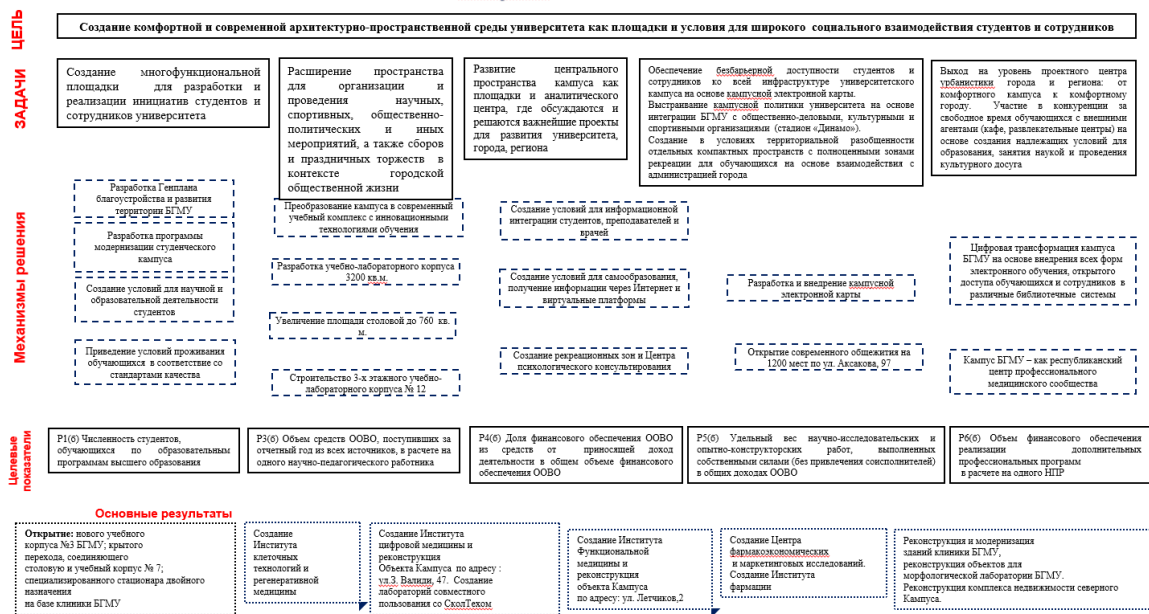 ЦЕЛЬ
Создание комфортной и современной архитектурно-пространственной среды университета как площадки и условия для широкого социального взаимодействия студентов и сотрудников
ЗАДАЧИ
Создание многофункциональной
площадки для разработки и
реализации инициатив студентов и
сотрудников университета
Расширение пространства
для организации и
проведения научных,
спортивных, общественно-
политических и иных
мероприятий, а также сборов
и праздничных торжеств в
контексте городской
общественной жизни
Развитие центрального
пространства кампуса как
площадки и аналитического
центра, где обсуждаются и
решаются важнейшие проекты
для развития университета,
города, региона
Обеспечение безбарьерной доступности студентов и
сотрудников ко всей инфраструктуре университетского
кампуса на основе кампусной электронной карты.
Выстраивание кампусной политики университета на основе
интеграции БГМУ с общественно-деловыми, культурными и
спортивными организациями (стадион «Динамо»).
Создание в условиях территориальной разобщенности
отдельных компактных пространств с полноценными зонами
рекреации для обучающихся на основе взаимодействия с
администрацией города
Выход на уровень проектного центра
урбанистики города и региона: от
комфортного кампуса к комфортному
городу. Участие в конкуренции за
свободное время обучающихся с внешними
агентами (кафе, развлекательные центры) на
основе создания надлежащих условий для
образования, занятия наукой и проведения
культурного досуга
Механизмы решения
Разработка Генплана
благоустройства и развития
территории БГМУ
Разработка программы
модернизации студенческого
кампуса
Создание условий для научной и
образовательной деятельности
студентов
Приведение условий проживания
обучающихся в соответствие со
стандартами качества
Преобразование кампуса в современный
учебный комплекс с инновационными
технологиями обучения
Разработка учебно-лабораторного корпуса
3200 кв.м.
Увеличение площади столовой до 760 кв.
м.
Строительство 3-х этажного учебно-
лабораторного корпуса № 12
Создание условий для информационной
интеграции студентов, преподавателей и
врачей
Создание условий для самообразования,
получение информации через Интернет и
виртуальные платформы
Создание рекреационных зон и Центра
психологического консультирования
Разработка и внедрение кампусной
электронной карты
Открытие современного общежития на
1200 мест по ул. Аксакова, 97
Цифровая трансформация кампуса
БГМУ на основе внедрения всех форм
электронного обучения, открытого
доступа обучающихся и сотрудников в
различные библиотечные системы
Кампус БГМУ – как республиканский
центр профессионального
медицинского сообщества
Целевые
показатели
Р1(б) Численность студентов,
обучающихся по образовательным
программам высшего образования
Р3(б) Объем средств ООВО, поступивших за
отчетный год из всех источников, в расчете на
одного научно-педагогического работника
Р4(б) Доля финансового обеспечения ООВО
из средств от приносящей доход
деятельности в общем объеме финансового
обеспечения ООВО
Р5(б) Удельный вес научно-исследовательских и
опытно-конструкторских работ, выполненных
собственными силами (без привлечения соисполнителей)
в общих доходах ООВО
Р6(б) Объем финансового обеспечения
реализации дополнительных
профессиональных программ
в расчете на одного НПР
Основные результаты
Открытие: нового учебного
корпуса №3 БГМУ; крытого
перехода, соединяющего
столовую и учебный корпус № 7;
специализированного стационара двойного
назначения
на базе клиники БГМУ
Создание
Института
клеточных
технологий и
регенеративной
медицины
Создание Института
цифровой медицины и
реконструкция
Объекта Кампуса по адресу :
ул.З. Валиди, 47. Создание
лабораторий совместного
пользования со СколТехом
Создание Института
Функциональной
медицины и
реконструкция
объекта Кампуса
по адресу: ул. Летчиков,2
Создание Центра
фармакоэкономических
и маркетинговых исследований.
Создание Института
фармации
Реконструкция и модернизация
зданий клиники БГМУ,
реконструкция объектов для
морфологической лаборатории БГМУ.
Реконструкция комплекса недвижимости северного
Кампуса.